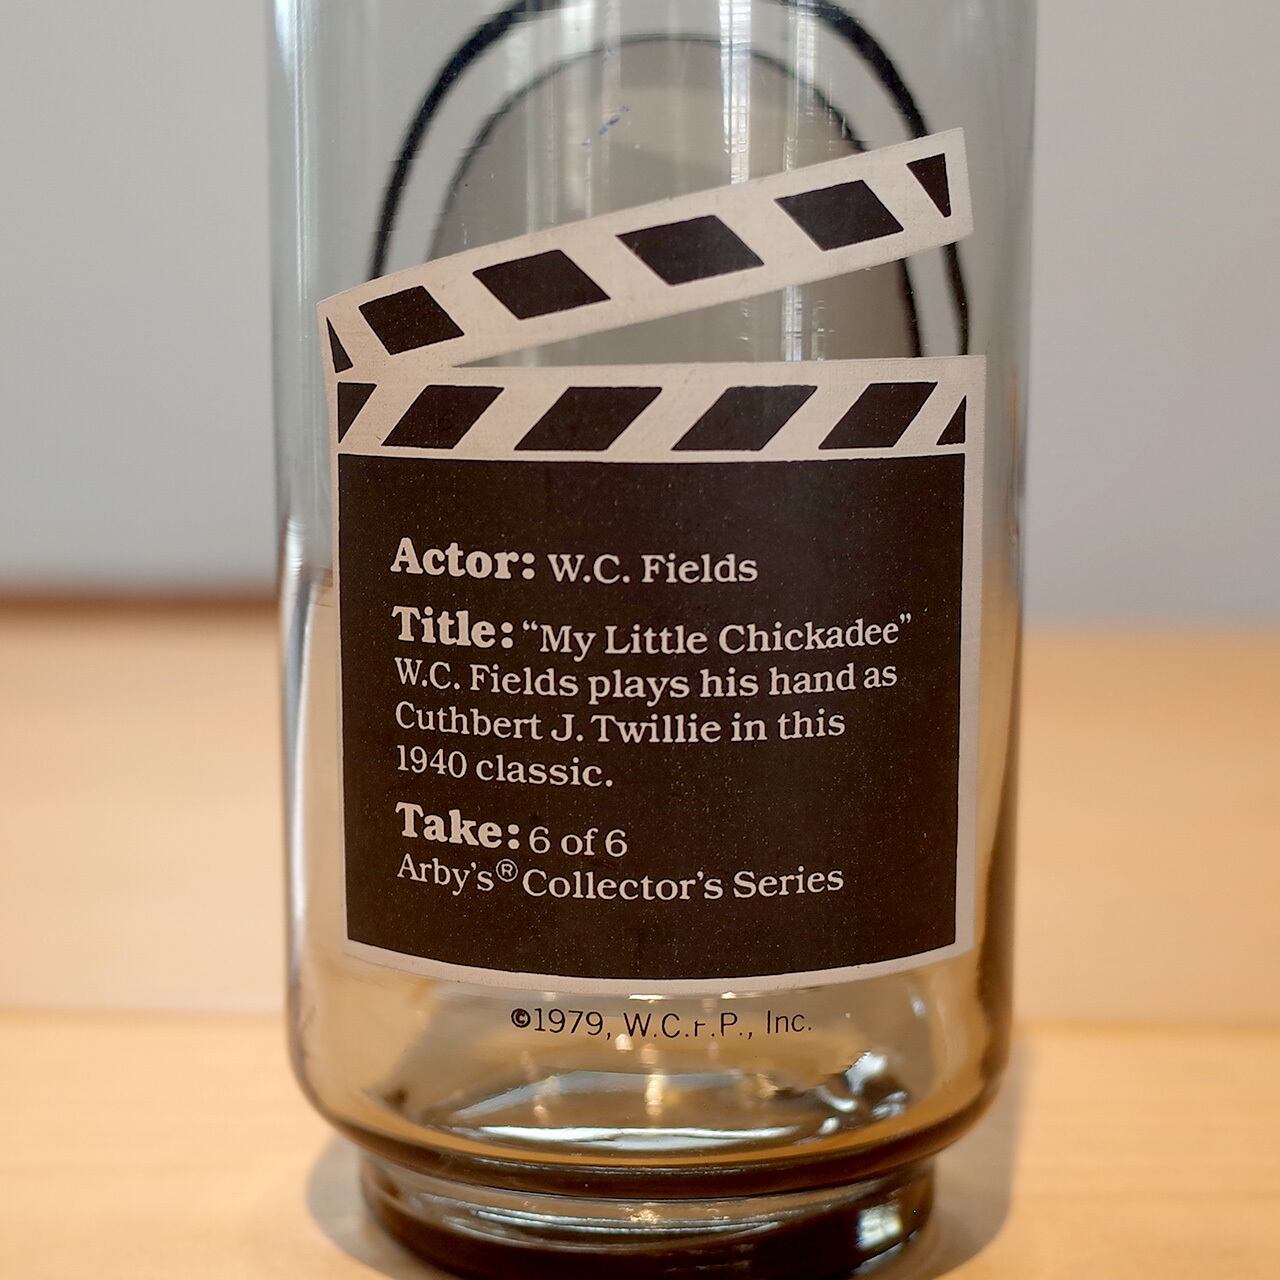 Actor: W.C. Fields
Title: “My Little Chickadee”
W.C. Fields plays his hand as
Cuthbert J. Twillie in this
1940 classic.
Take: 6 of 6
Arby’s® Collector’s Series
©1979, W.C.F.P., Inc.